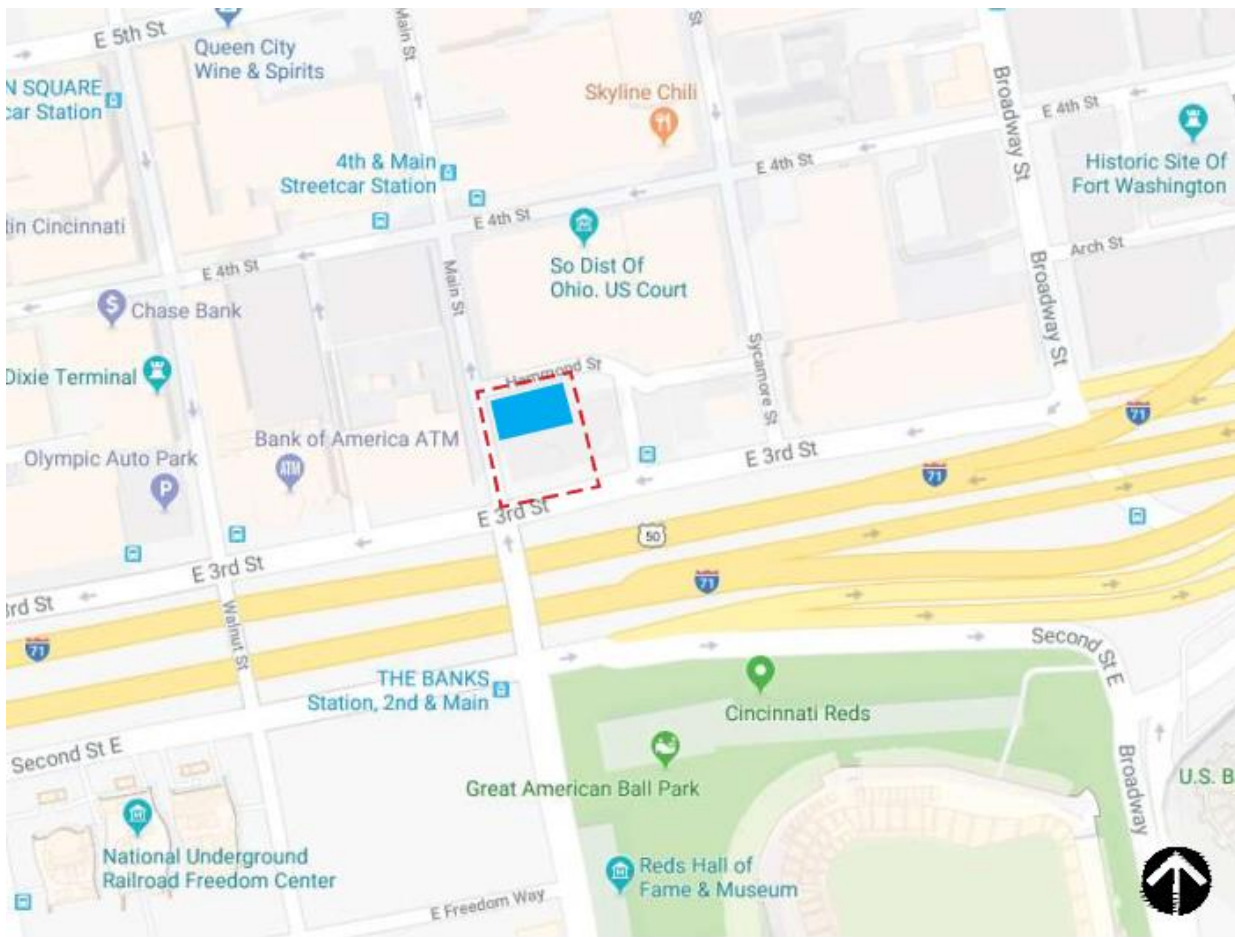 E 5th St
Queen City
Wine & Spirits
Main St
St
N SQUARE
car Station
Skyline Chili
Broadway St
E 4th St
4th & Main
Streetcar Station
E 4th St
Historic Site Of
Fort Washington
tin Cincinnati
E 4th St
Arch St
E 4th St
So Dist Of
Ohio. US Court
Main St
Broadway St
Chase Bank
Dixie Terminal
Hammond St
Sycamore St
71
Bank of America ATM
Olympic Auto Park
ATM
P
E 3rd St
71
E 3rd St
50
E 3rd St
71
3rd St
Walnut St
71
Second St E
THE BANKS
Station, 2nd & Main
Cincinnati Reds
Second St E
Great American Ball Park
Broadway
U.S. B
National Underground
Railroad Freedom Center
Reds Hall of
Fame & Museum
E Freedom Way